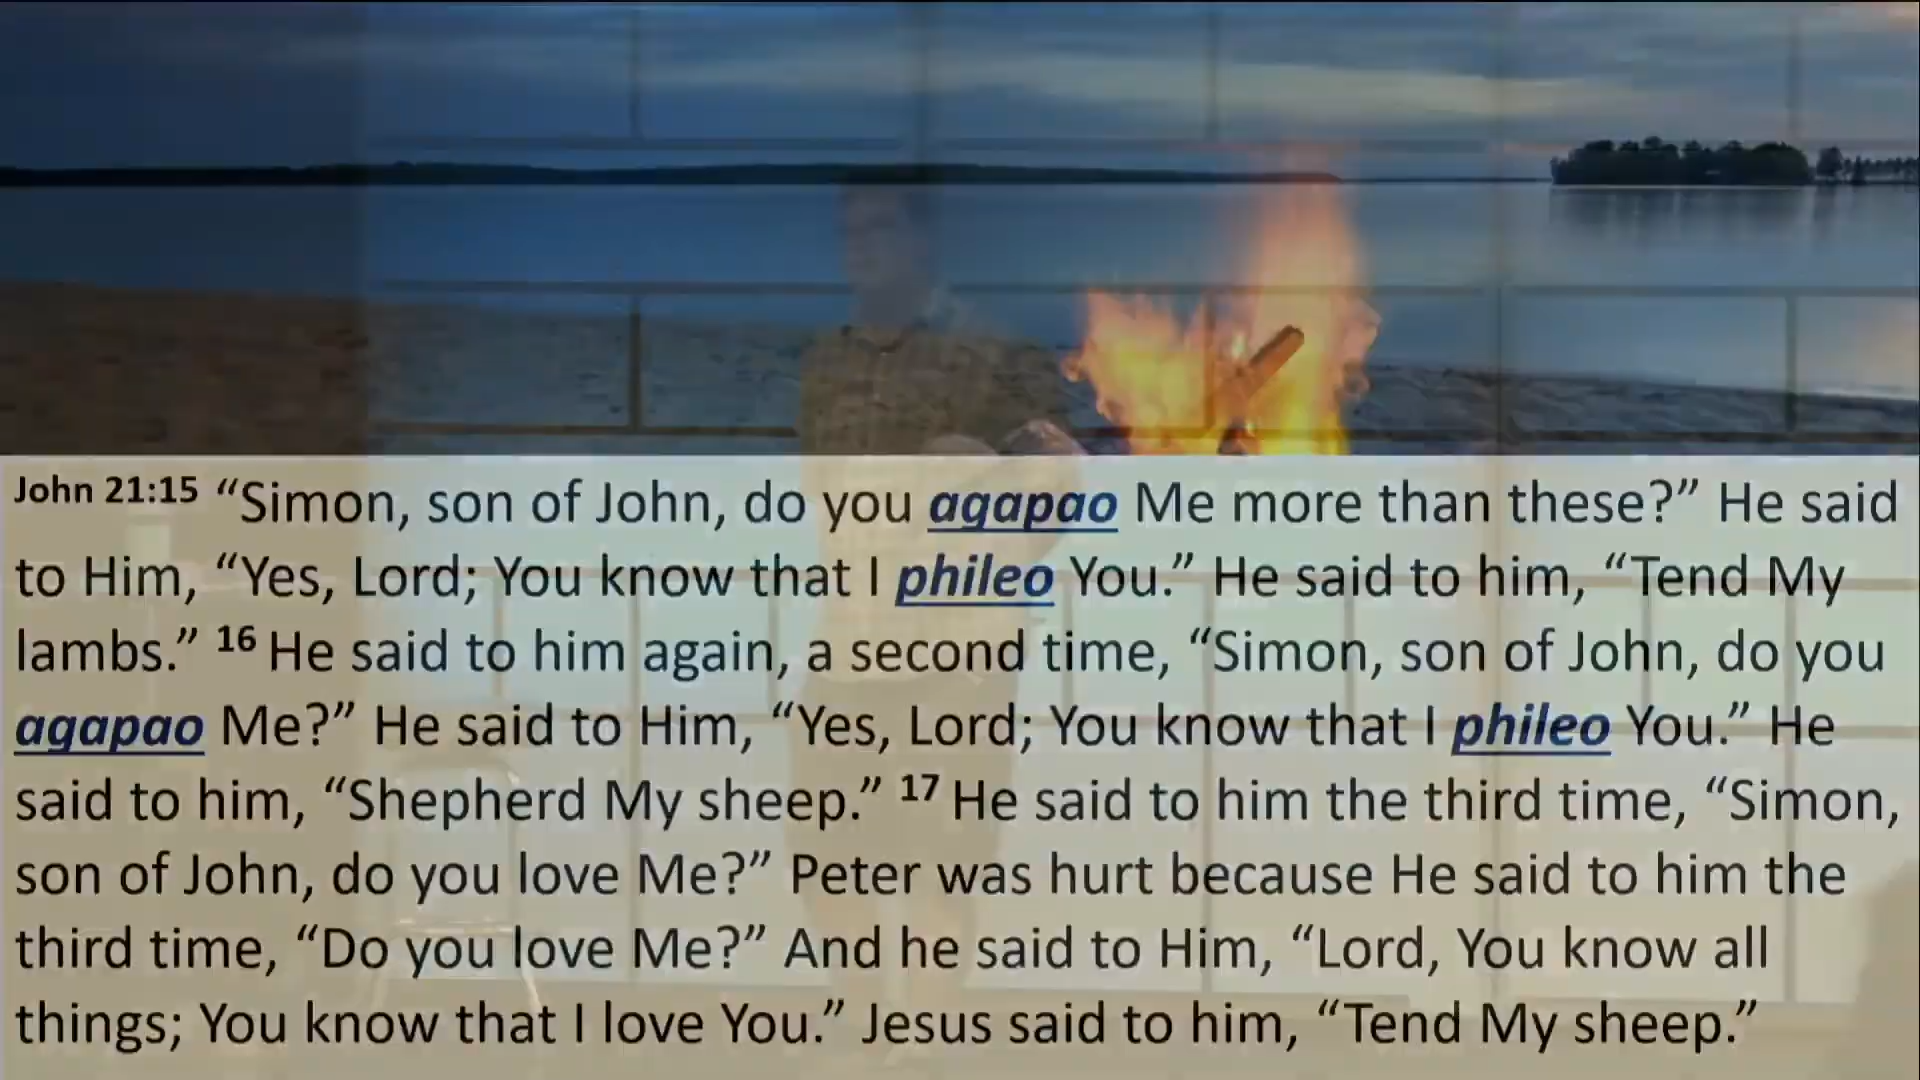 John 21:15 “Simon, son of John, do you agapao Me more than these?” He said
to Him, “Yes, Lord; You know that I phileo You.” He said to him, “Tend My
lambs.” 16 He said to him again, a second time, “Simon, son of John, do you
agapao Me?” He said to Him, “Yes, Lord; You know that I phileo You.” He
said to him, “Shepherd My sheep.” 17 He said to him the third time, “Simon,
son of John, do you love Me?” Peter was hurt because He said to him the
third time, “Do you love Me?” And he said to Him, “Lord, You know all
things; You know that I love You.” Jesus said to him, “Tend My sheep.”